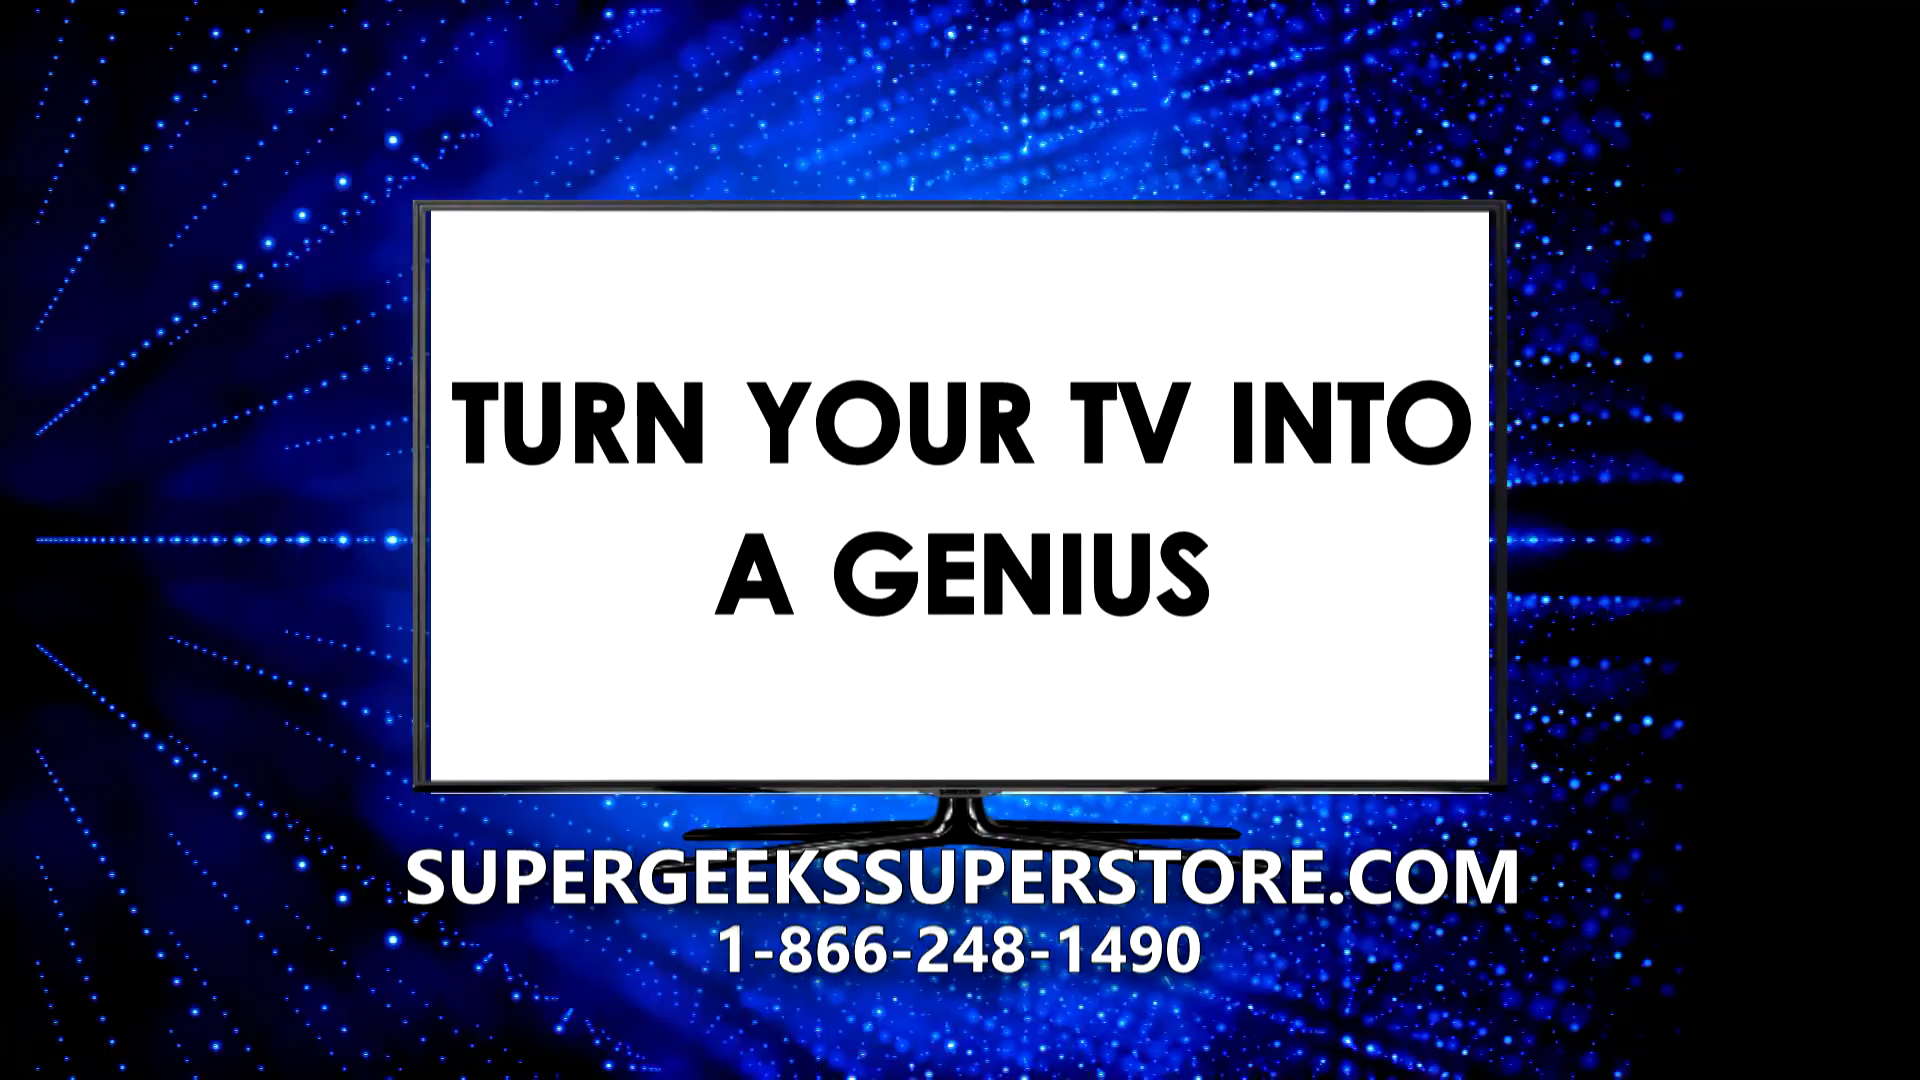 TURN YOUR TV INTO
A GENIUS
SUPERGEEKSSUPERSTORE.COM
1-866-248-1490